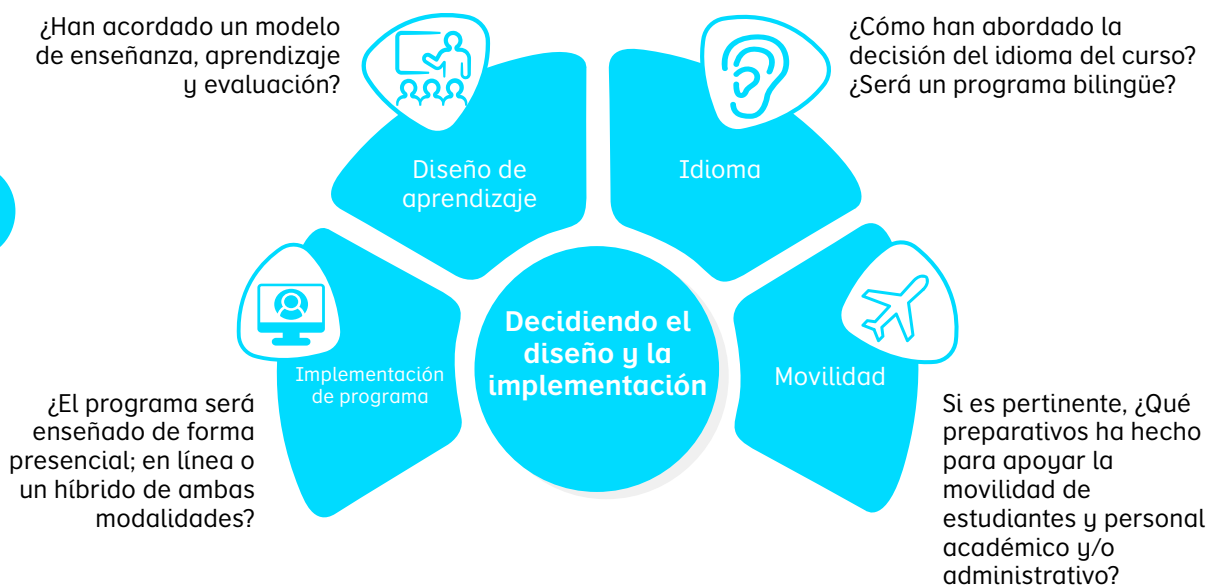 ¿Han acordado un modelo
de enseñanza, aprendizaje
y evaluación?
¿Cómo han abordado la
decisión del idioma del curso?
¿Será un programa bilingüe?
Diseño de
aprendizaje
Idioma
Decidiendo el
diseño y la
implementación
Implementación
de programa
Movilidad
¿El programa será
enseñado de forma
presencial; en línea o
un híbrido de ambas
modalidades?
Si es pertinente, ¿Qué
preparativos ha hecho
para apoyar la
movilidad de
estudiantes y personal
académico y/o
administrativo?